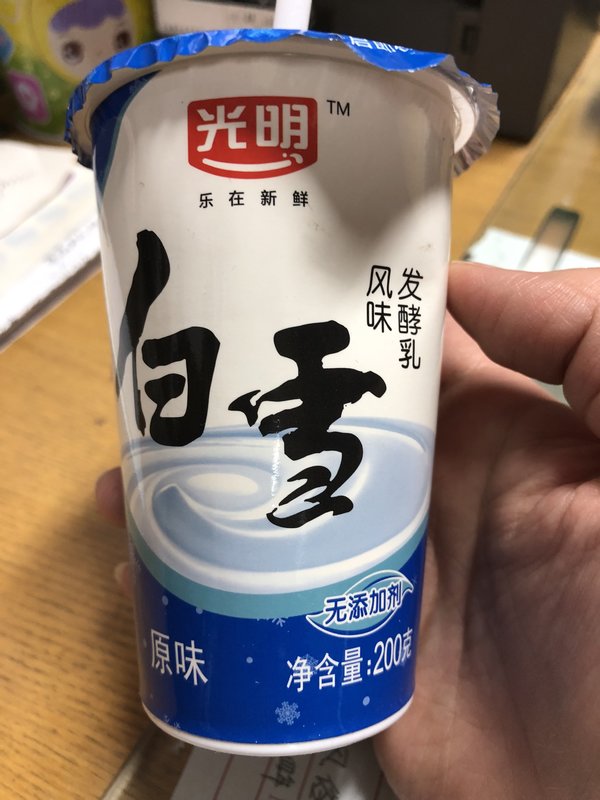 光明 TM
乐在新鲜
白雪
发酵乳
风味
无添加剂
原味
净含量:200克